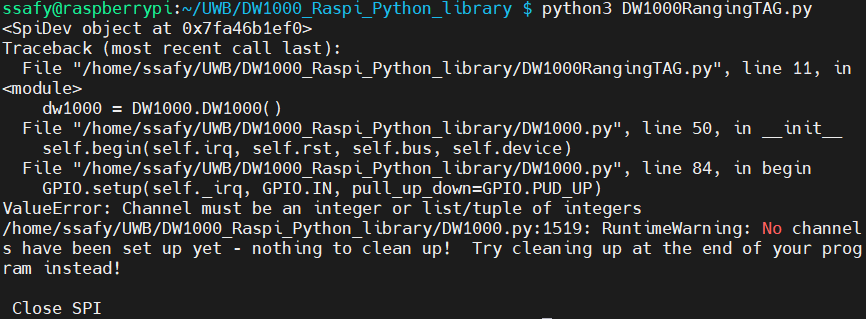 ssafy@raspberrypi:~/UWB/DW1000_Raspi_Python_library $ python3 DW1000RangingTAG.py
<SpiDev object at 0x7fa46b1ef0>
Traceback (most recent call last):
  File "/home/ssafy/UWB/DW1000_Raspi_Python_library/DW1000RangingTAG.py", line 11, in
<module>
    dw1000 = DW1000.DW1000()
  File "/home/ssafy/UWB/DW1000_Raspi_Python_library/DW1000.py", line 50, in __init__
    self.begin(self.irq, self.rst, self.bus, self.device)
  File "/home/ssafy/UWB/DW1000_Raspi_Python_library/DW1000.py", line 84, in begin
    GPIO.setup(self._irq, GPIO.IN, pull_up_down=GPIO.PUD_UP)
ValueError: Channel must be an integer or list/tuple of integers
/home/ssafy/UWB/DW1000_Raspi_Python_library/DW1000.py:1519: RuntimeWarning: No channel
s have been set up yet - nothing to clean up!  Try cleaning up at the end of your prog
ram instead!

 Close SPI